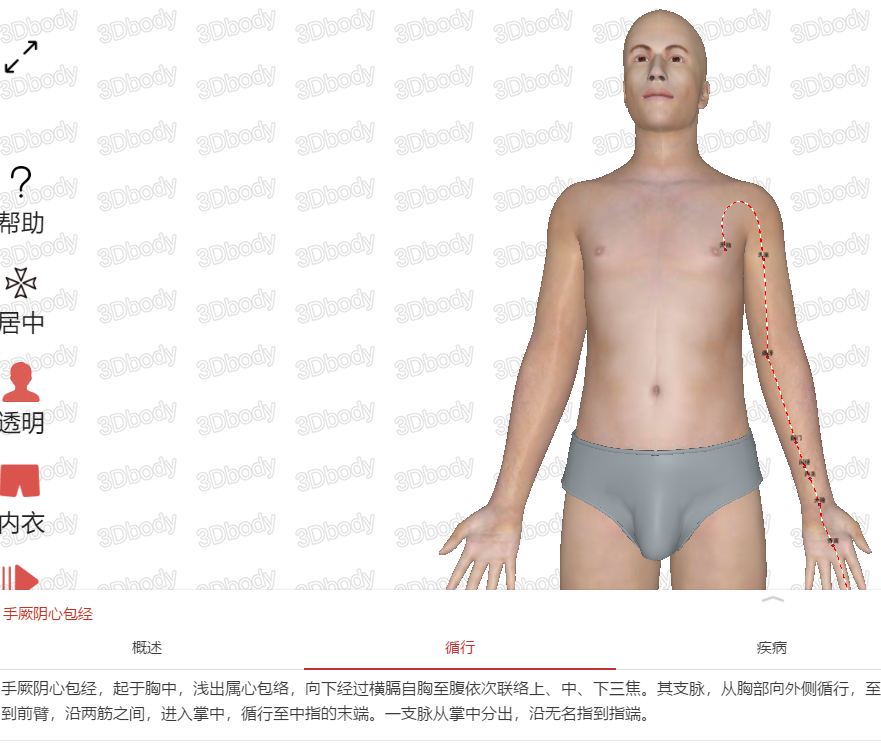 帮助
居中
透明
内衣
手厥阴心包经
概述
循行
疾病
手厥阴心包经，起于胸中，浅出属心包络，向下经过横膈自胸至腹依次联络上、中、下三焦。其支脉，从胸部向外侧循行，至
到前臂，沿两筋之间，进入掌中，循行至中指的末端。一支脉从掌中分出，沿无名指到指端。
3Dbody